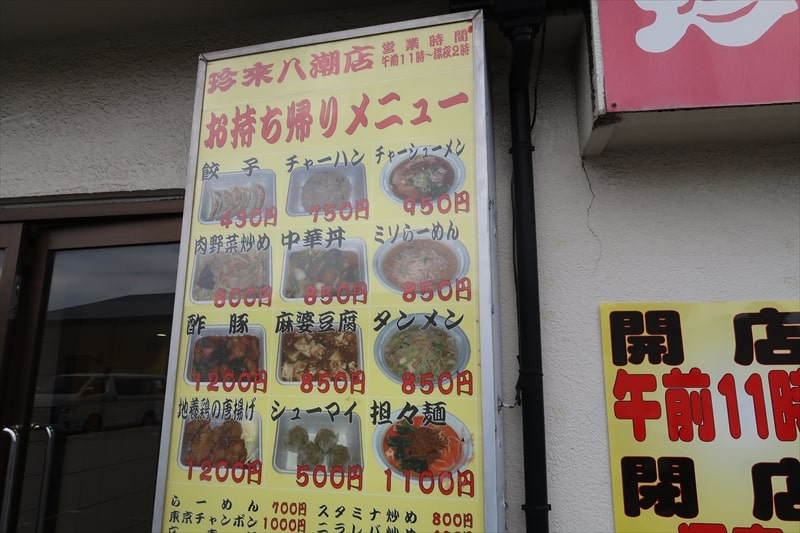 珍来八潮店 営業時間
午前11時～深夜2時
お持ち帰りメニュー
餃子 チャーハン チャーシューメン
430円 750円 950円
肉野菜炒め 中華丼 ミソらーめん
800円 850円 850円
酢豚 麻婆豆腐 タンメン
1200円 850円 850円
地養鶏の唐揚げ シューマイ 担々麺
1200円 500円 1100円
らーめん 700円 スタミナ炒め 800円
東京チャンポン 1000円 ニラレバ炒め
珍
開店
午前11時
閉店